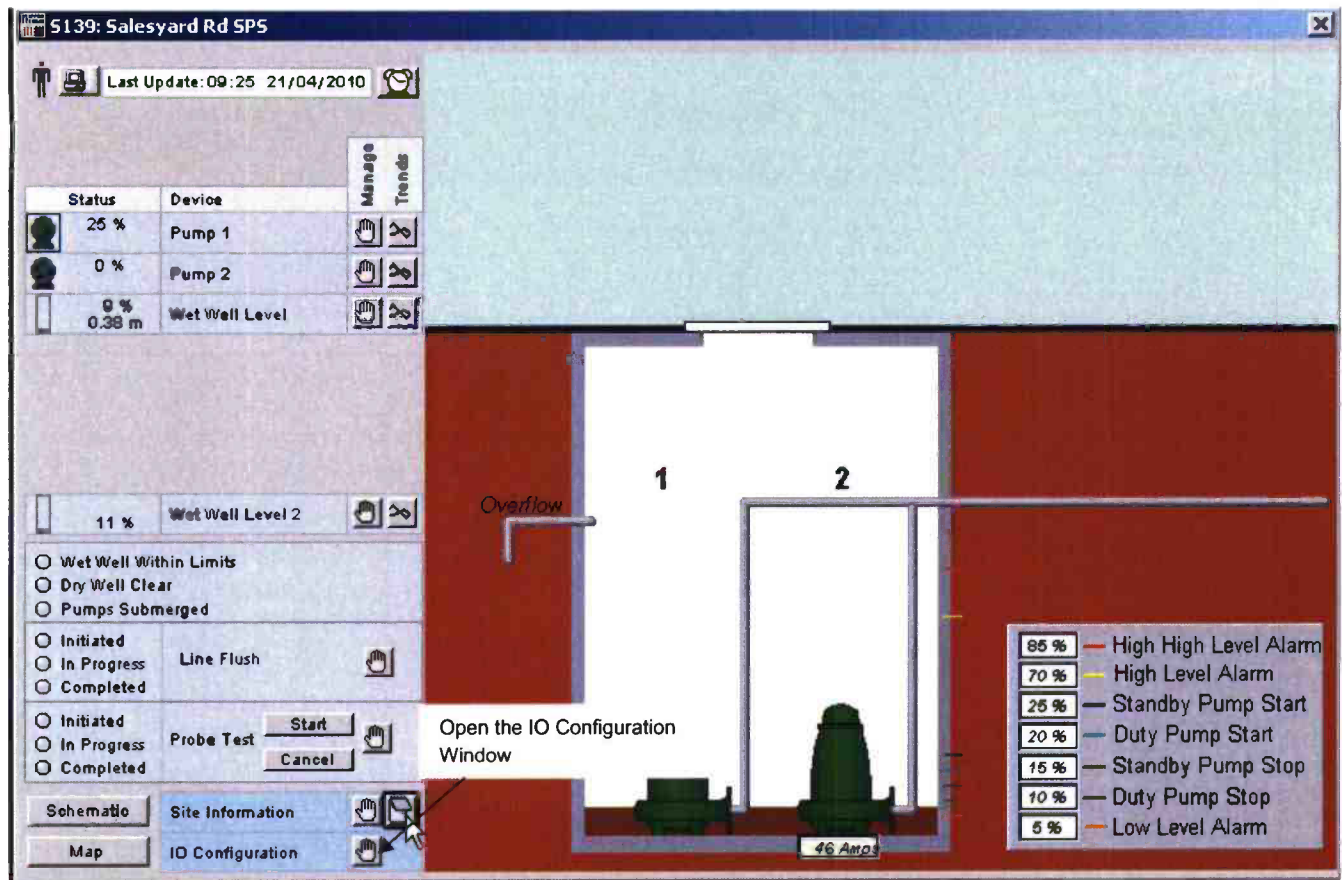 S139: Salesyard Rd SPS
Last Update: 09:25 21/04/2010
Manage
Trends
Status Device
25 % Pump 1
0 % Pump 2
9 %
0.38 m Wet Well Level
11 % Wet Well Level 2
Wet Well Within Limits
Dry Well Clear
Pumps Submerged
Initiated
In Progress
Completed
Line Flush
Initiated
In Progress
Completed
Probe Test
Start
Cancel
Schematic
Site Information
Map
IO Configuration
Open the IO Configuration
Window
Overflow
1
2
46 Amps
85 % High High Level Alarm
70 % High Level Alarm
25 % Standby Pump Start
20 % Duty Pump Start
15 % Standby Pump Stop
10 % Duty Pump Stop
5 % Low Level Alarm